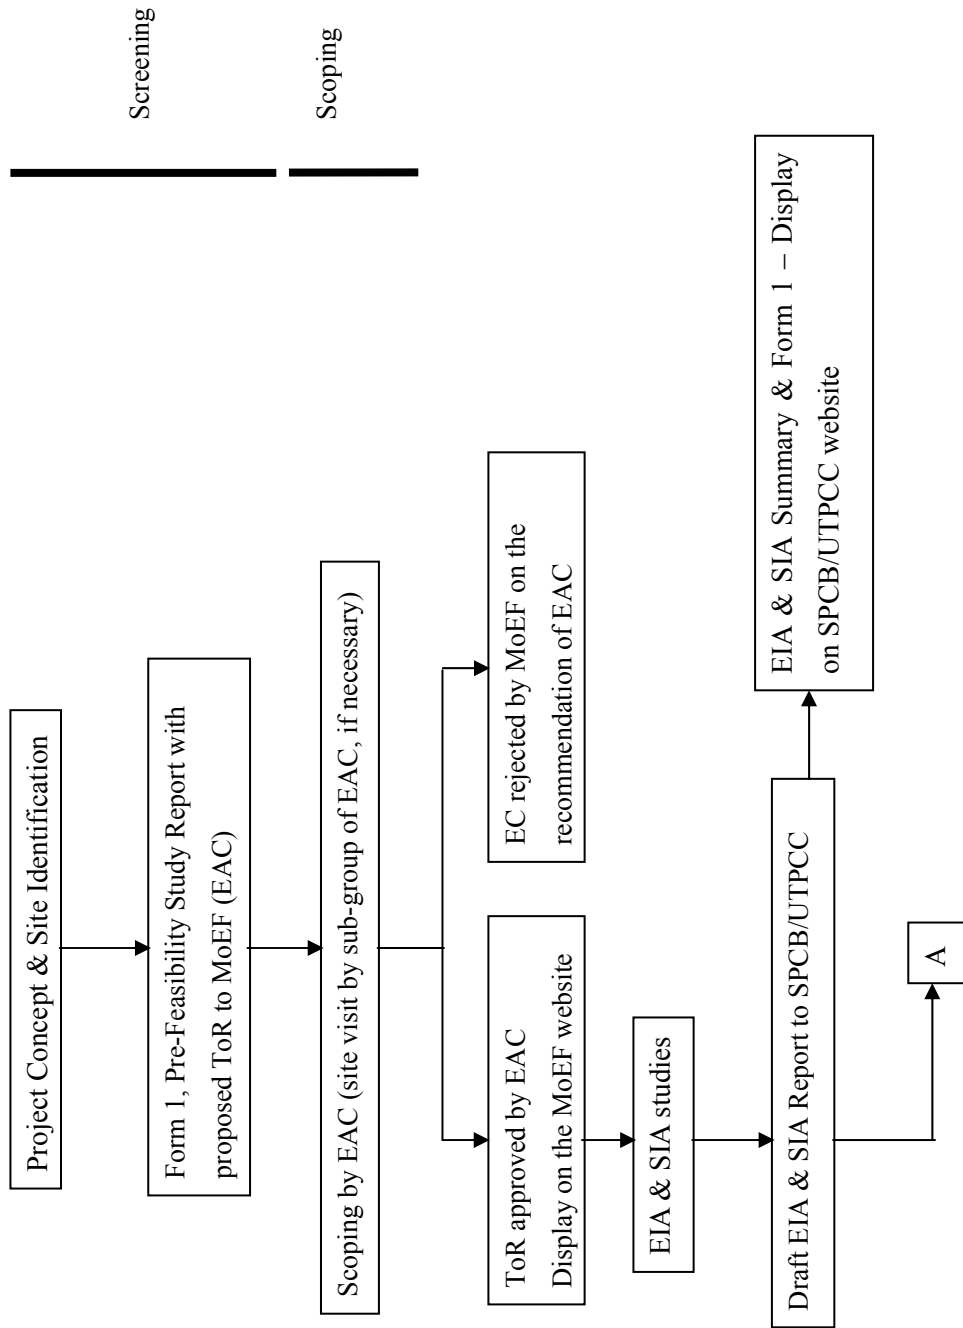 Project Concept & Site Identification
Screening
Form 1, Pre-Feasibility Study Report with
proposed ToR to MoEF (EAC)
Scoping by EAC (site visit by sub-group of EAC, if necessary)
Scoping
ToR approved by EAC
Display on the MoEF website
EC rejected by MoEF on the
recommendation of EAC
EIA & SIA studies
Draft EIA & SIA Report to SPCB/UTPCC
EIA & SIA Summary & Form 1 – Display
on SPCB/UTPCC website
A